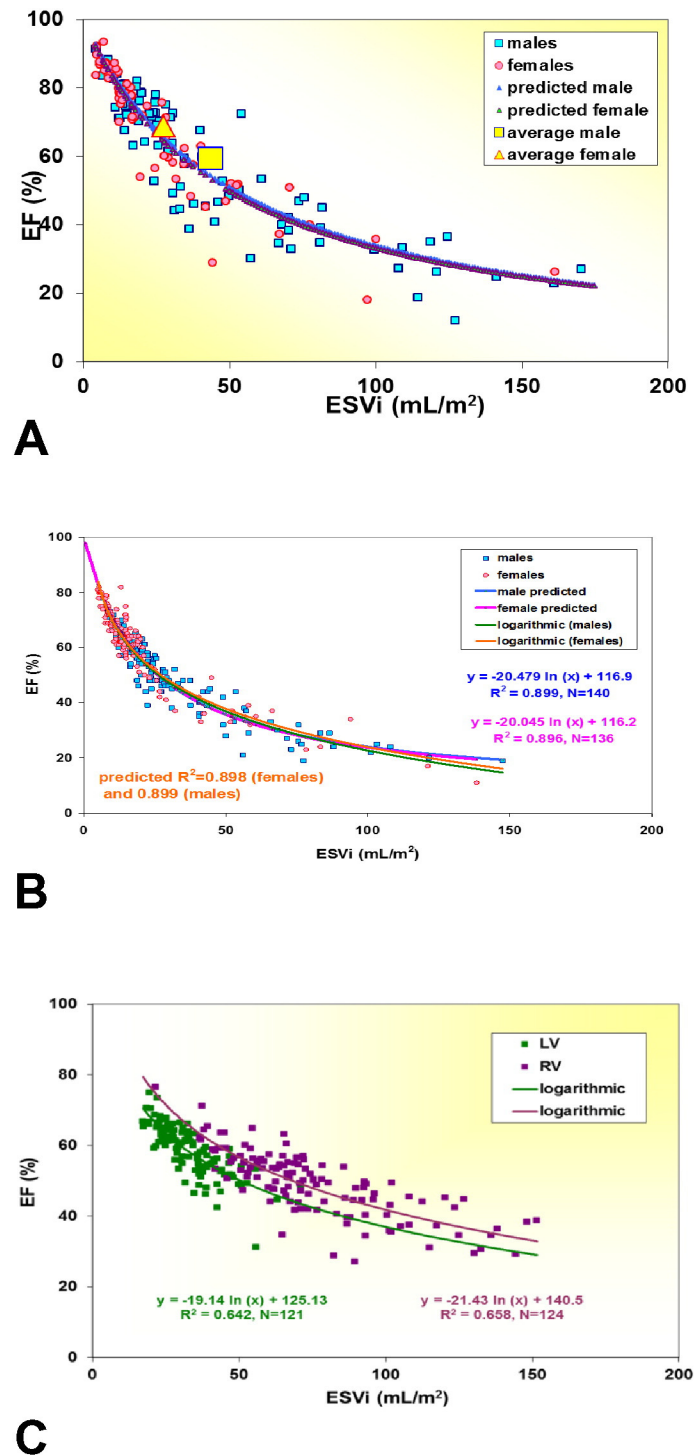 100
80
60
40
20
0
EF (%)
males
females
predicted male
predicted female
average male
average female
0 50 100 150 200
ESVi (mL/m²)
A
100
80
60
40
20
0
EF (%)
males
females
male predicted
female predicted
logarithmic (males)
logarithmic (females)
y = -20.479 ln (x) + 116.9
R² = 0.899, N=140
y = -20.045 ln (x) + 116.2
R² = 0.896, N=136
predicted R²=0.898 (females)
and 0.899 (males)
0 50 100 150 200
ESVi (mL/m²)
B
100
80
60
40
20
0
EF (%)
LV
RV
logarithmic
logarithmic
y = -19.14 ln (x) + 125.13
R² = 0.642, N=121
y = -21.43 ln (x) + 140.5
R² = 0.658, N=124
0 50 100 150 200
ESVi (mL/m²)
C